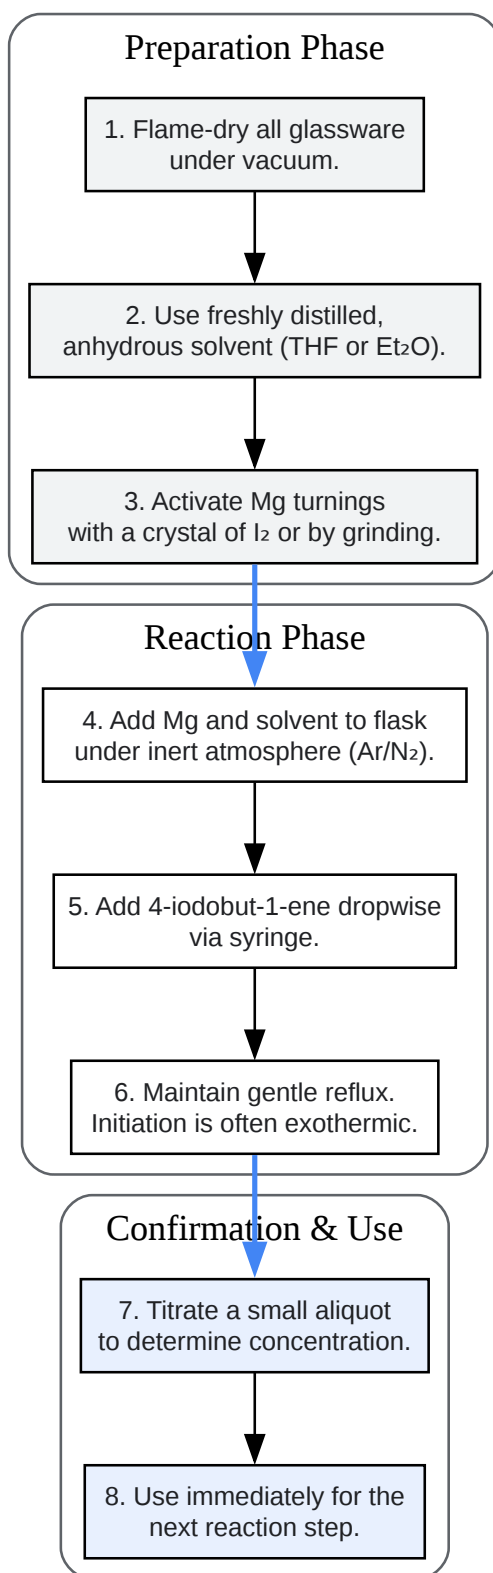 Preparation Phase
1. Flame-dry all glassware
under vacuum.
2. Use freshly distilled,
anhydrous solvent (THF or Et₂O).
3. Activate Mg turnings
with a crystal of I₂ or by grinding.
Reaction Phase
4. Add Mg and solvent to flask
under inert atmosphere (Ar/N₂).
5. Add 4-iodobut-1-ene dropwise
via syringe.
6. Maintain gentle reflux.
Initiation is often exothermic.
Confirmation & Use
7. Titrate a small aliquot
to determine concentration.
8. Use immediately for the
next reaction step.